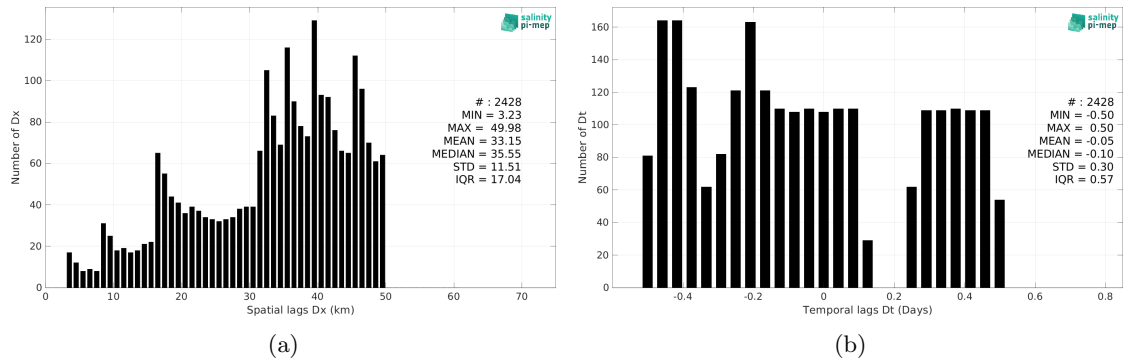 salinity
pi-mep
Number of Dx
120
100
80
60
40
20
0
# : 2428
MIN = 3.23
MAX = 49.98
MEAN = 33.15
MEDIAN = 35.55
STD = 11.51
IQR = 17.04
0 10 20 30 40 50 60 70
Spatial lags Dx (km)
(a)
salinity
pi-mep
Number of Dt
160
140
120
100
80
60
40
20
0
# : 2428
MIN = -0.50
MAX = 0.50
MEAN = -0.05
MEDIAN = -0.10
STD = 0.30
IQR = 0.57
-0.4 -0.2 0 0.2 0.4 0.6 0.8
Temporal lags Dt (Days)
(b)